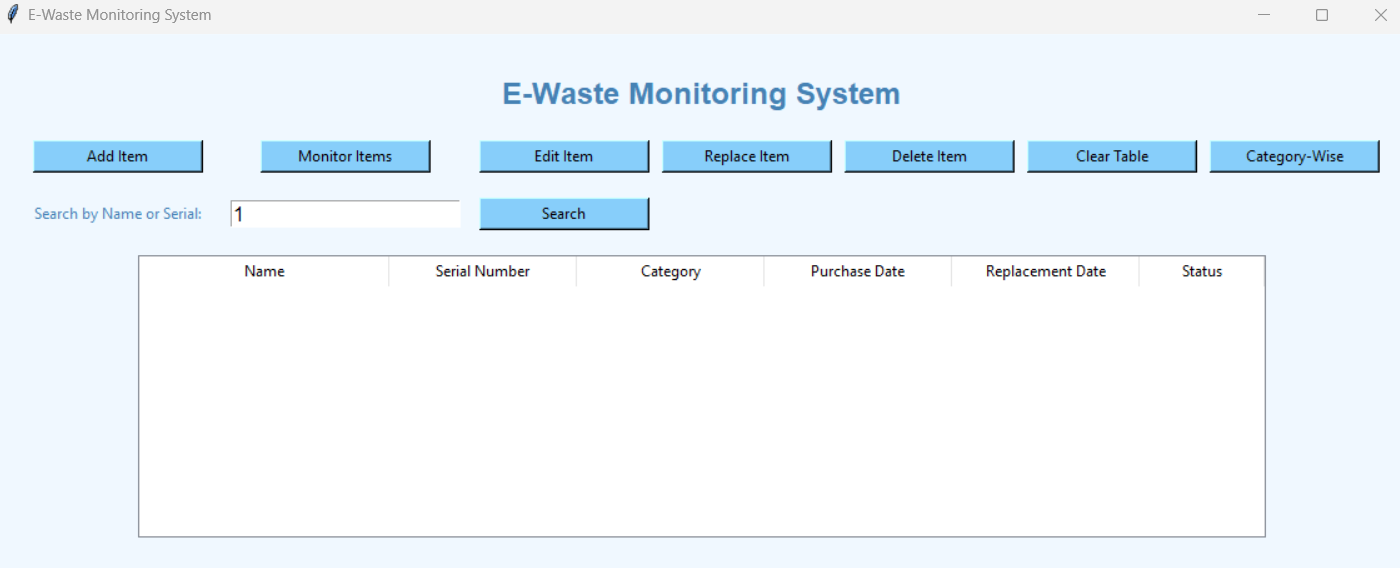 E-Waste Monitoring System
E-Waste Monitoring System
Add Item Monitor Items Edit Item Replace Item Delete Item Clear Table Category-Wise
Search by Name or Serial: 1 Search
Name Serial Number Category Purchase Date Replacement Date Status